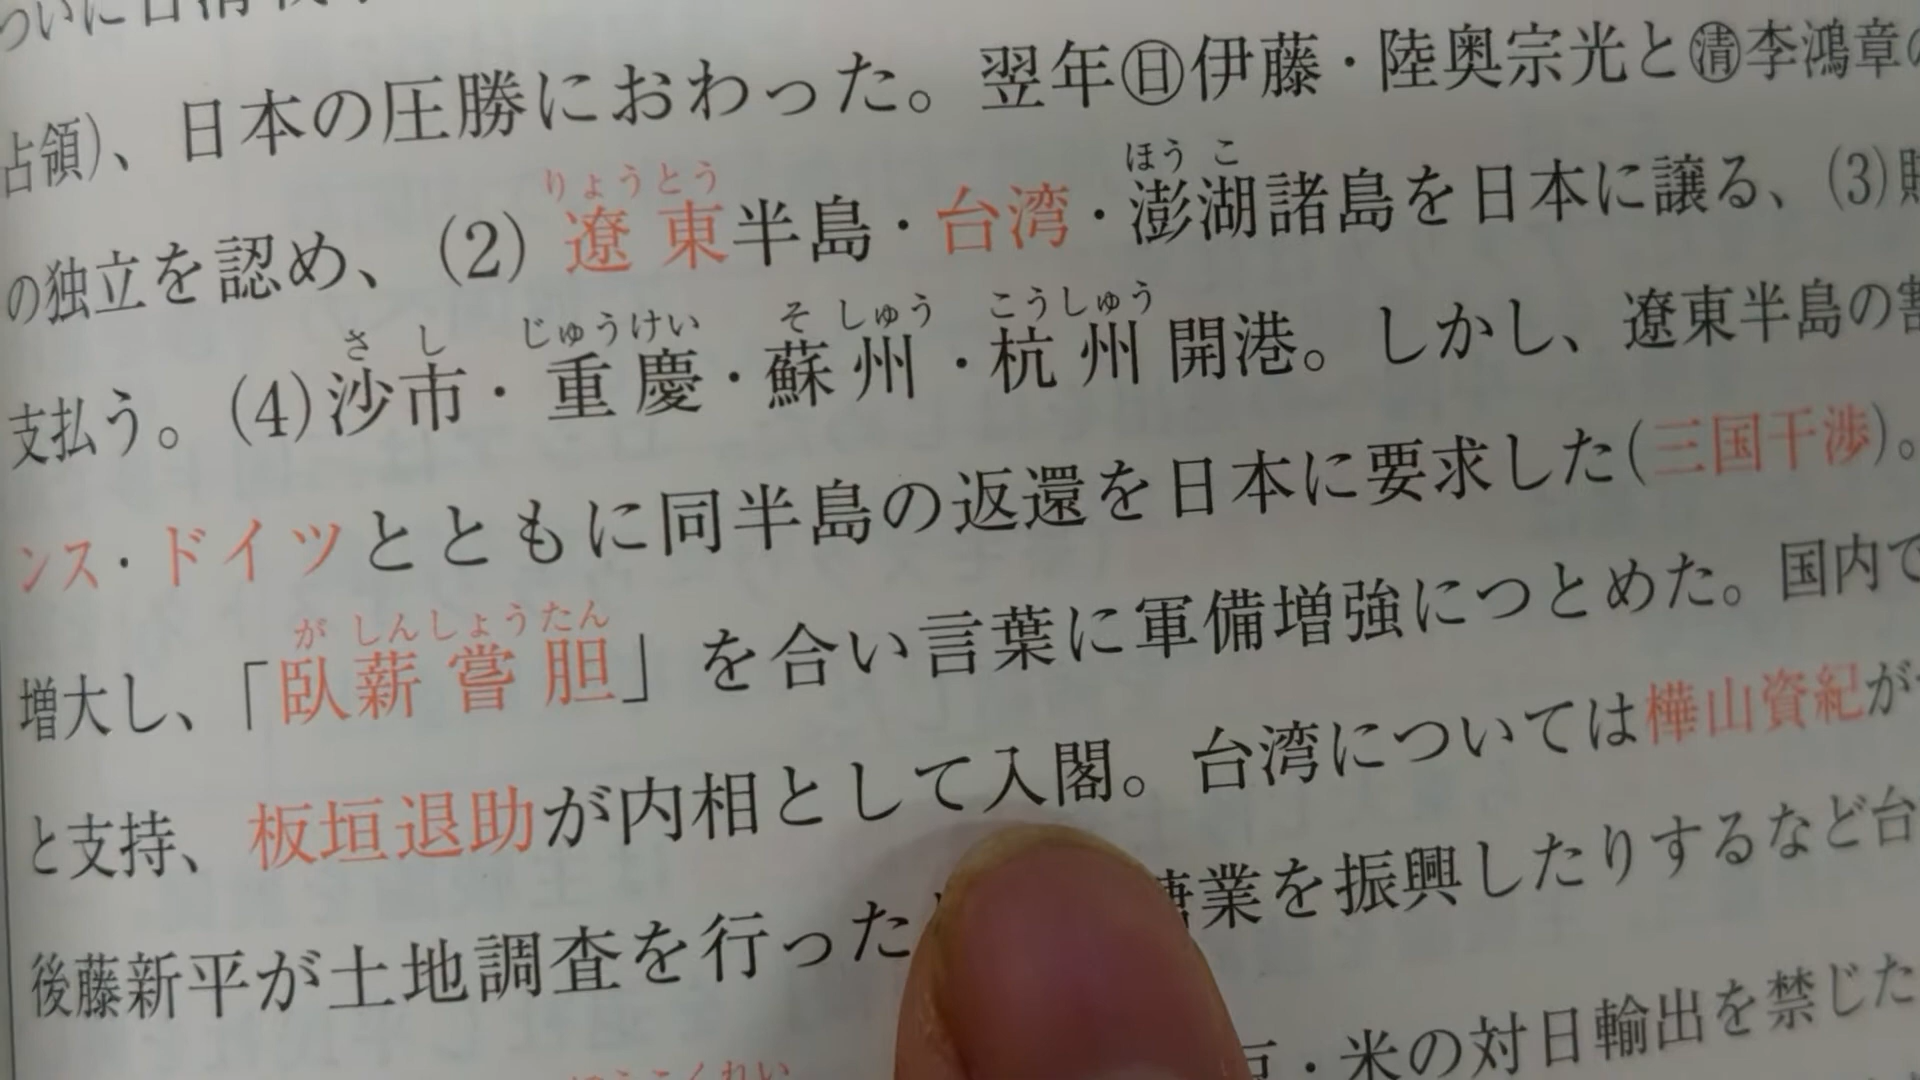 ついに日清戦
占領)、日本の圧勝におわった。翌年㊐伊藤・陸奥宗光と㊞李鴻章の
りょうとう ほうこ
の独立を認め、(2)遼東半島・台湾・澎湖諸島を日本に譲る、(3)賠
さし じゅうけい そしゅう こうしゅう
支払う。(4)沙市・重慶・蘇州・杭州開港。しかし、遼東半島の割
ンス・ドイツとともに同半島の返還を日本に要求した(三国干渉)。
がしんしょうたん
増大し、「臥薪嘗胆」を合い言葉に軍備増強につとめた。国内で
と支持、板垣退助が内相として入閣。台湾については樺山資紀が
後藤新平が土地調査を行った 糖業を振興したりするなど台
・米の対日輸出を禁じた